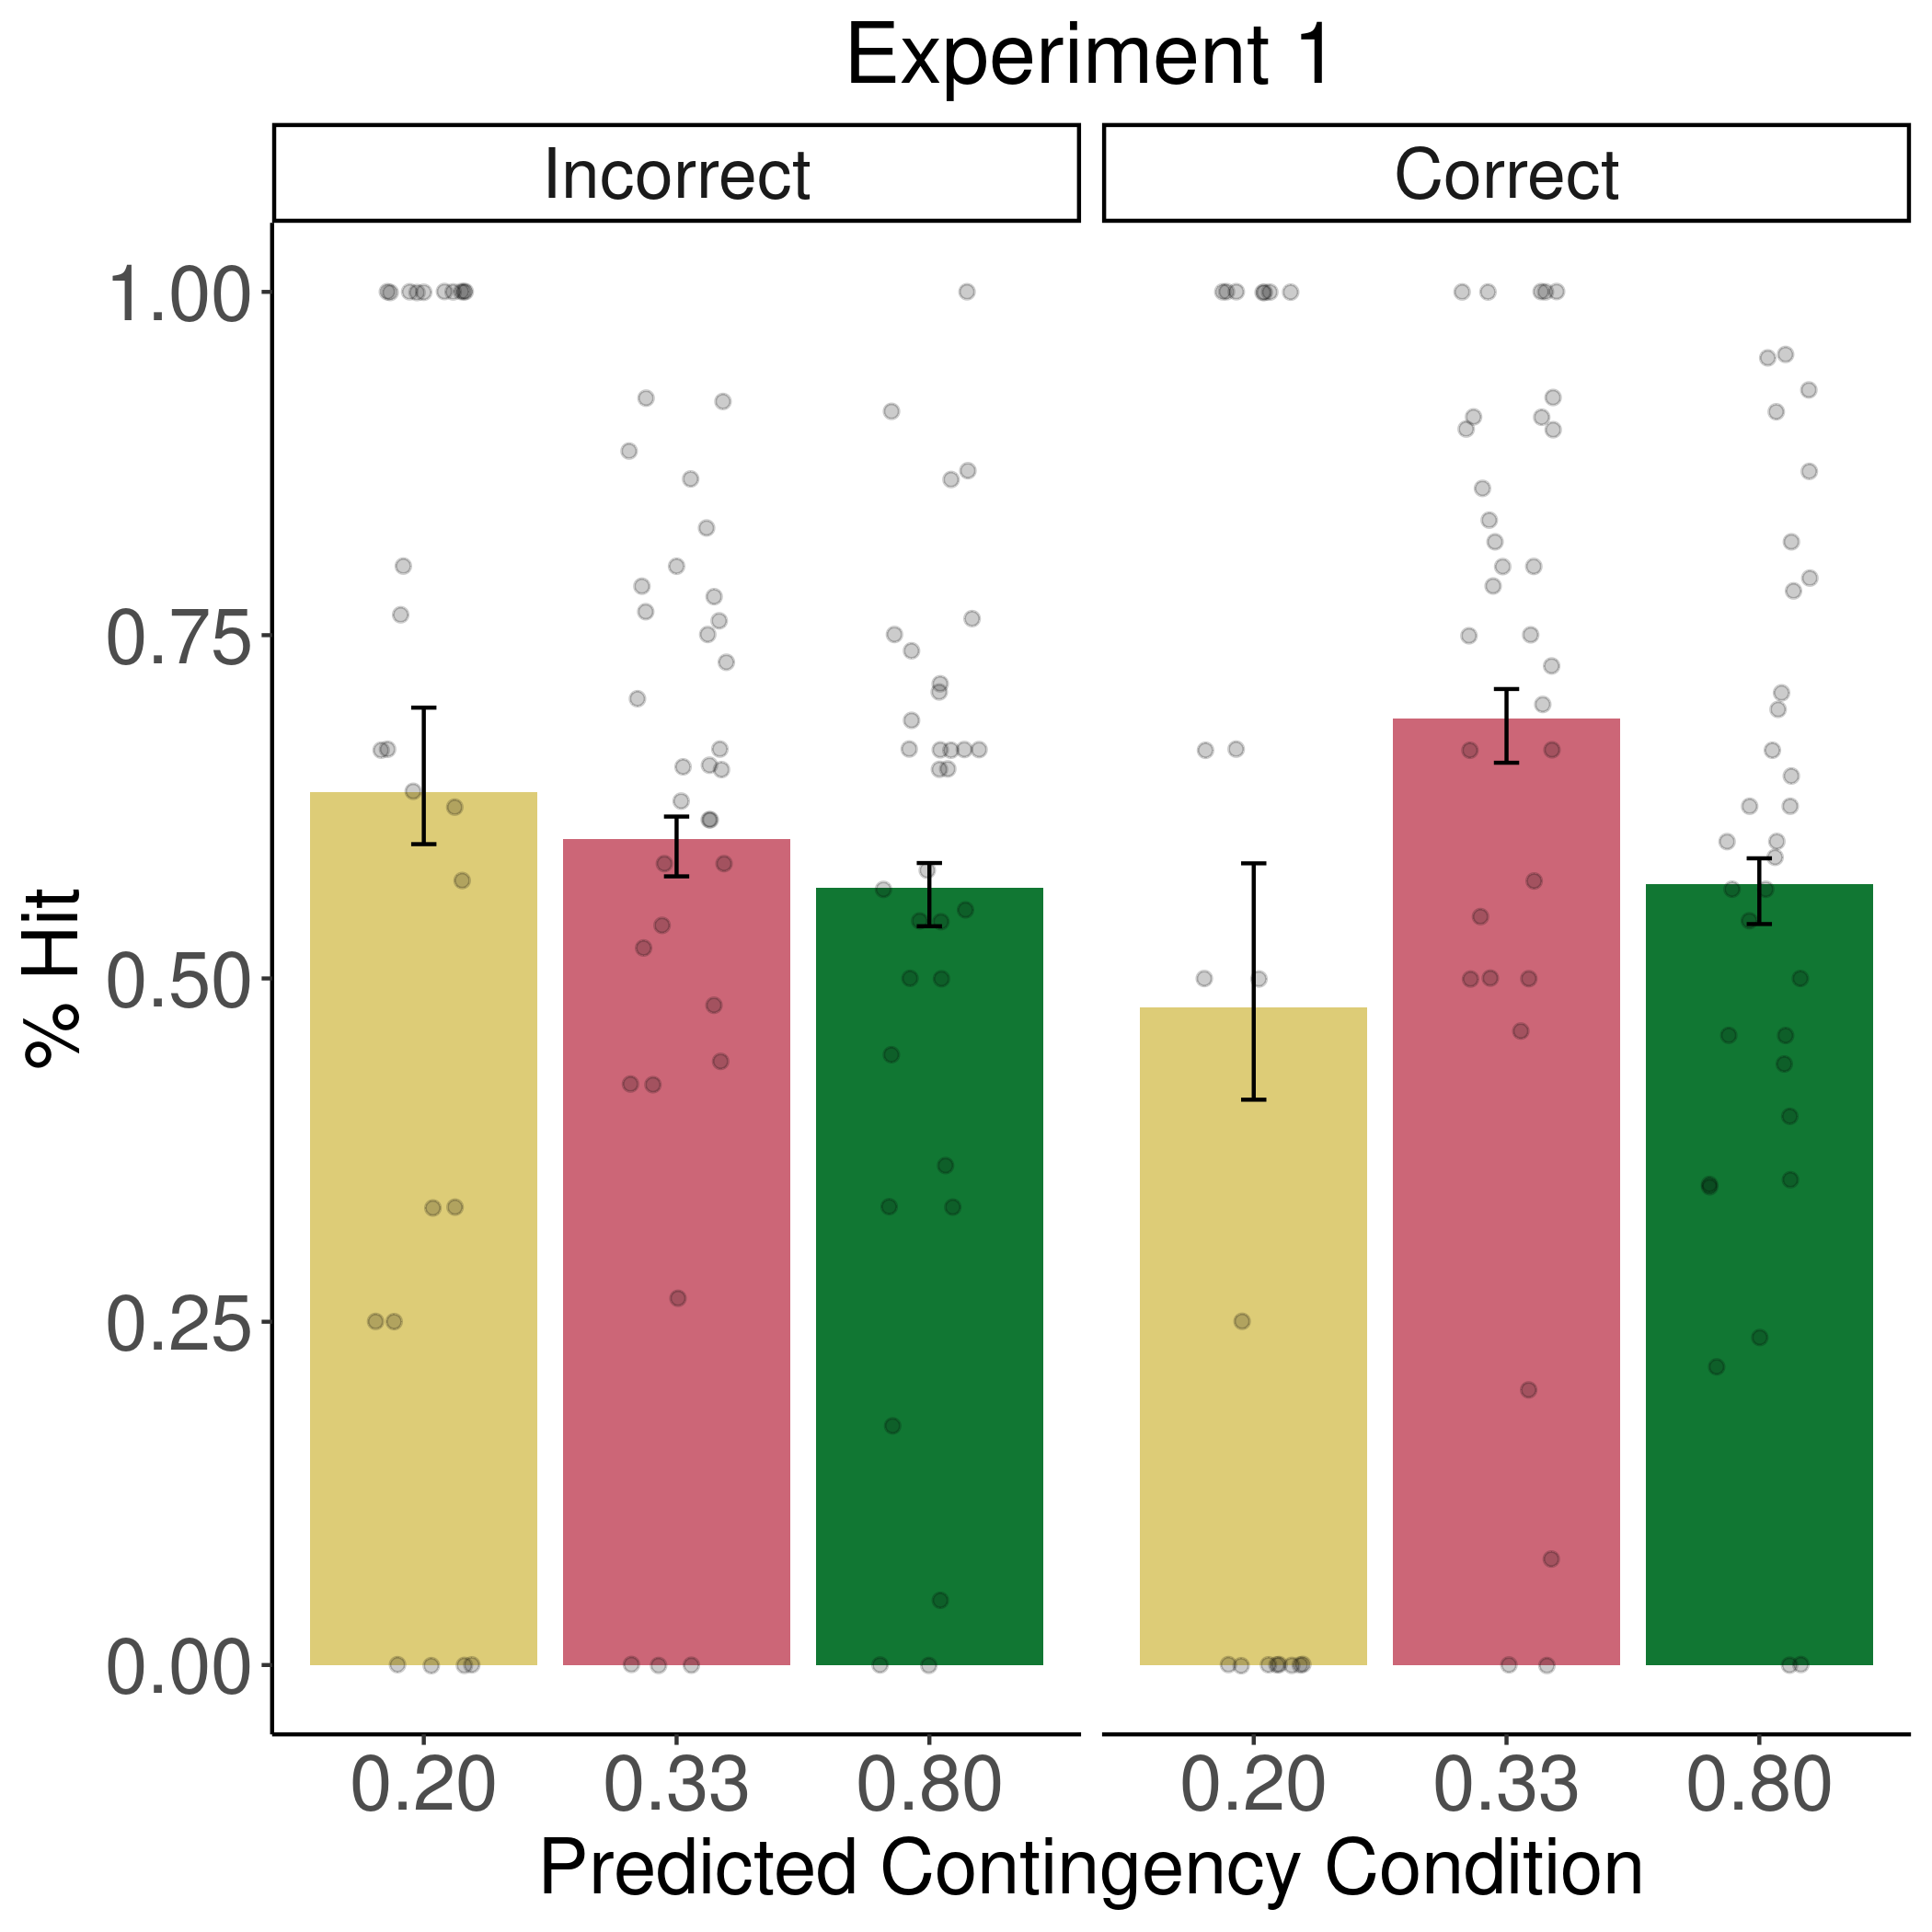 Experiment 1
Incorrect
Correct
% Hit
1.00
0.75
0.50
0.25
0.00
0.20 0.33 0.80
0.20 0.33 0.80
Predicted Contingency Condition